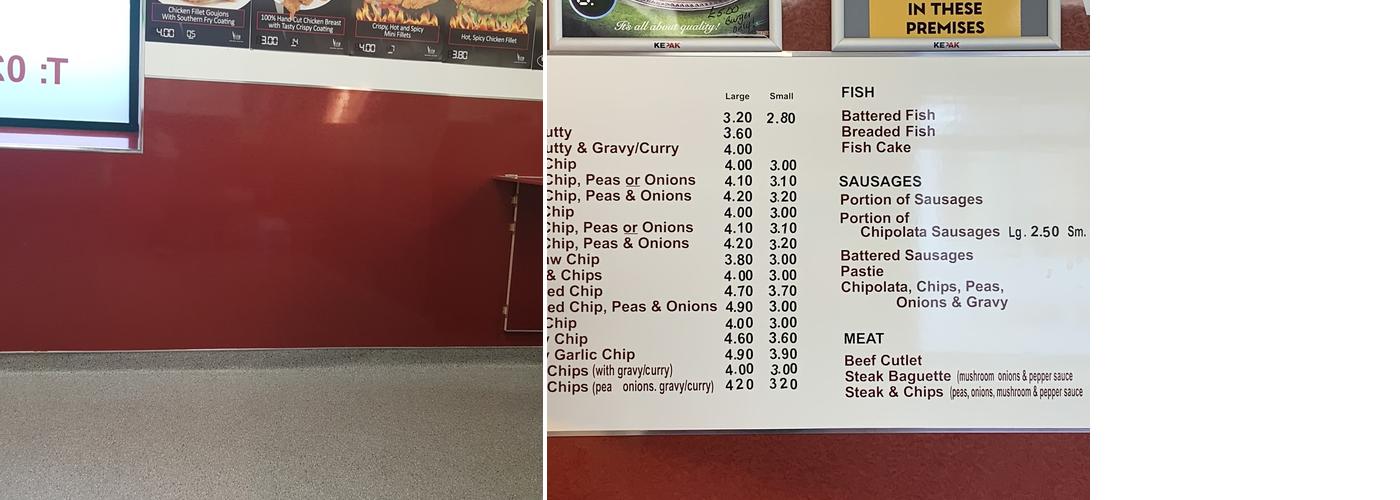 T: 02
Chicken Fillet Goujons
With Southern Fry Coating
4.00
100% Hand Cut Chicken Breast
with Tasty Crispy Coating
3.00
Crispy, Hot and Spicy
Mini Fillets
4.00
Hot, Spicy Chicken Fillet
3.80
It's all about quality!
Burger
only
KEPAK
IN THESE
PREMISES
KEPAK
Large Small
3.20 2.80
utty 3.60
utty & Gravy/Curry 4.00
Chip 4.00 3.00
Chip, Peas or Onions 4.10 3.10
Chip, Peas & Onions 4.20 3.20
Chip 4.00 3.00
Chip, Peas or Onions 4.10 3.10
Chip, Peas & Onions 4.20 3.20
aw Chip 3.80 3.00
& Chips 4.00 3.00
ed Chip 4.70 3.70
ed Chip, Peas & Onions 4.90 3.00
Chip 4.00 3.00
y Chip 4.60 3.60
y Garlic Chip 4.90 3.90
Chips (with gravy/curry) 4.00 3.00
Chips (pea onions. gravy/curry) 420 320
FISH
Battered Fish
Breaded Fish
Fish Cake
SAUSAGES
Portion of Sausages
Portion of
Chipolata Sausages Lg. 2.50 Sm.
Battered Sausages
Pastie
Chipolata, Chips, Peas,
Onions & Gravy
MEAT
Beef Cutlet
Steak Baguette (mushroom onions & pepper sauce
Steak & Chips (peas, onions, mushroom & pepper sauce